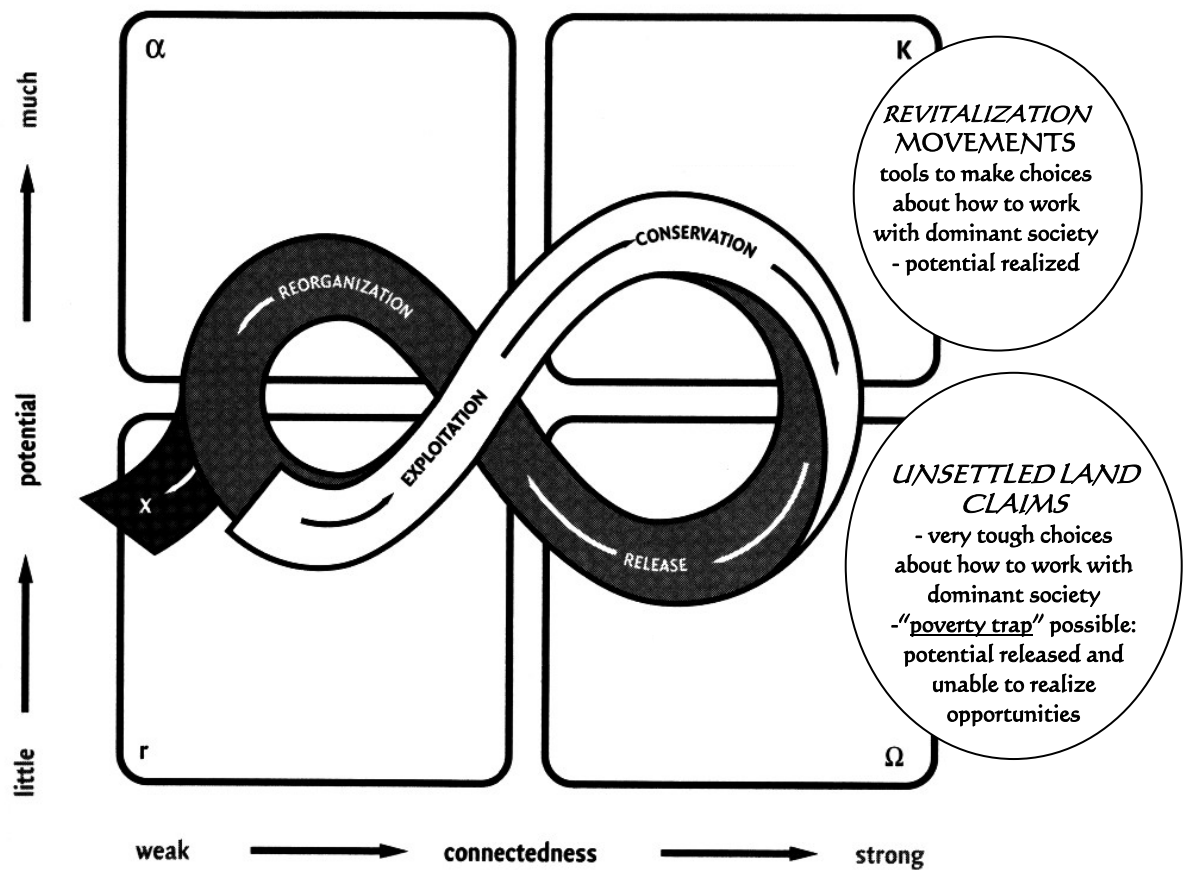 α
K
REVITALIZATION
MOVEMENTS
tools to make choices
about how to work
with dominant society
- potential realized
much
potential
little
REORGANIZATION
CONSERVATION
EXPLOITATION
RELEASE
x
UNSETTLED LAND
CLAIMS
- very tough choices
about how to work with
dominant society
-“poverty trap” possible:
potential released and
unable to realize
opportunities
r
Ω
weak
connectedness
strong